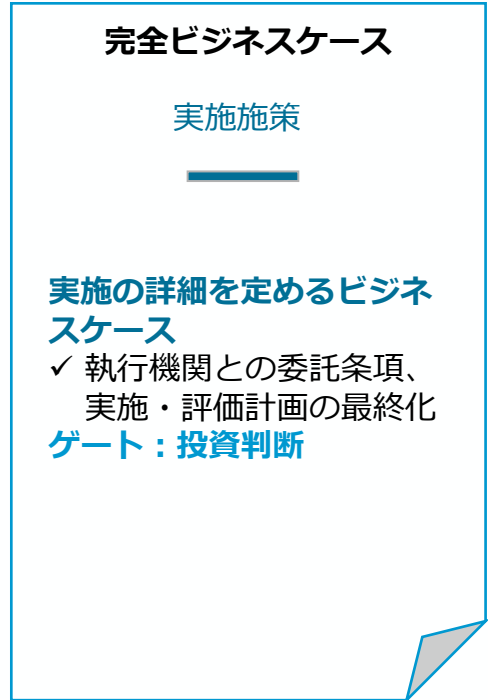 完全ビジネスケース
実施施策
実施の詳細を定めるビジネ
スケース
✓ 執行機関との委託条項、
実施・評価計画の最終化
ゲート：投資判断